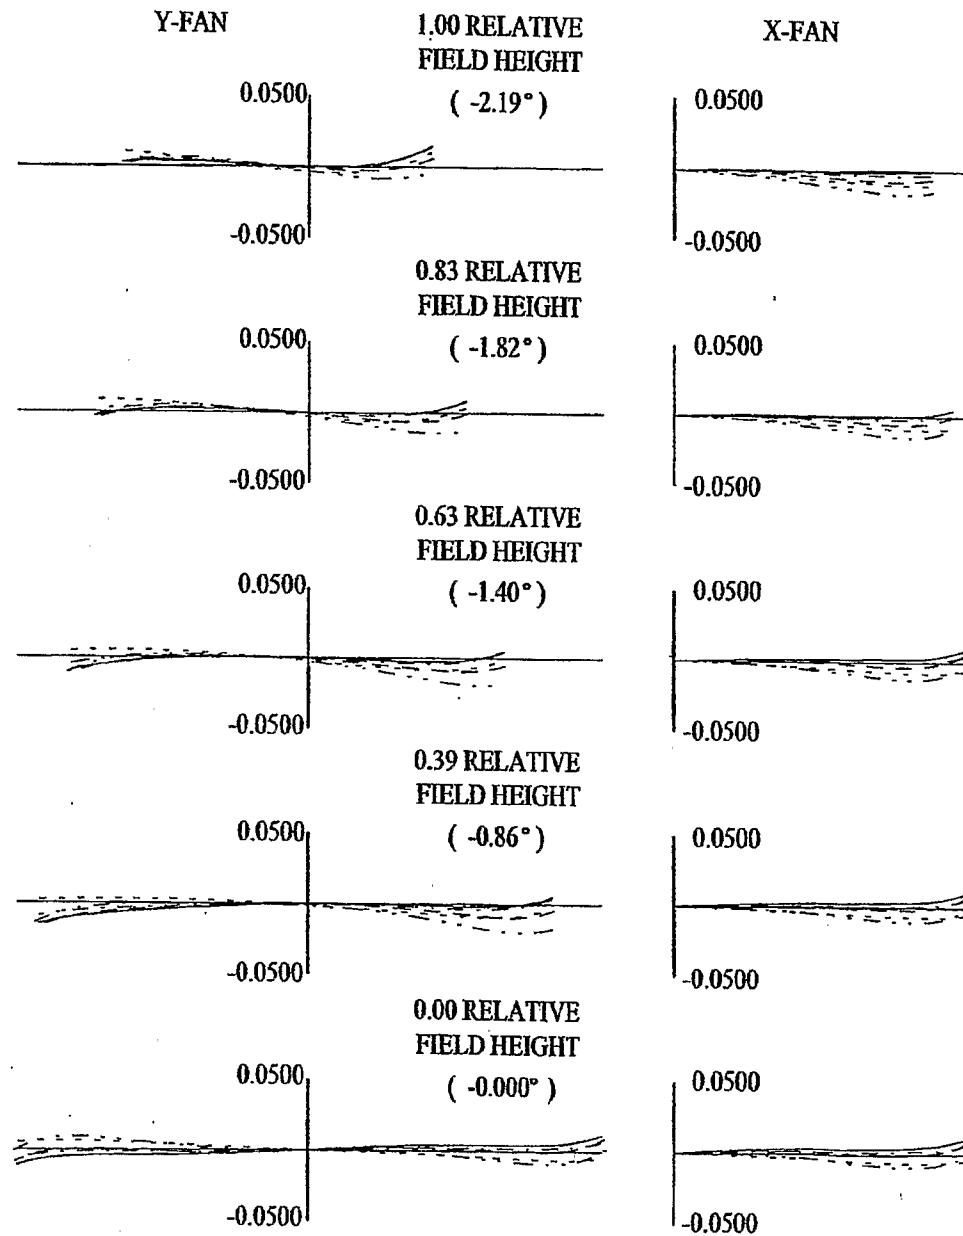 Y-FAN
1.00 RELATIVE
FIELD HEIGHT
( -2.19° )
X-FAN
0.0500
-0.0500
0.0500
-0.0500
0.83 RELATIVE
FIELD HEIGHT
( -1.82° )
0.0500
-0.0500
0.0500
-0.0500
0.63 RELATIVE
FIELD HEIGHT
( -1.40° )
0.0500
-0.0500
0.0500
-0.0500
0.39 RELATIVE
FIELD HEIGHT
( -0.86° )
0.0500
-0.0500
0.0500
-0.0500
0.00 RELATIVE
FIELD HEIGHT
( -0.000° )
0.0500
-0.0500
0.0500
-0.0500